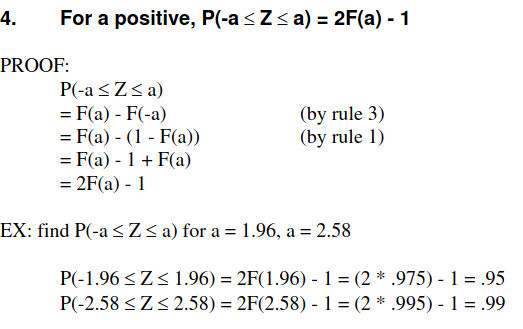 4. For a positive, P(-a ≤ Z ≤ a) = 2F(a) - 1
PROOF:
P(-a ≤ Z ≤ a)
= F(a) - F(-a) (by rule 3)
= F(a) - (1 - F(a)) (by rule 1)
= F(a) - 1 + F(a)
= 2F(a) - 1
EX: find P(-a ≤ Z ≤ a) for a = 1.96, a = 2.58
P(-1.96 ≤ Z ≤ 1.96) = 2F(1.96) - 1 = (2 * .975) - 1 = .95
P(-2.58 ≤ Z ≤ 2.58) = 2F(2.58) - 1 = (2 * .995) - 1 = .99